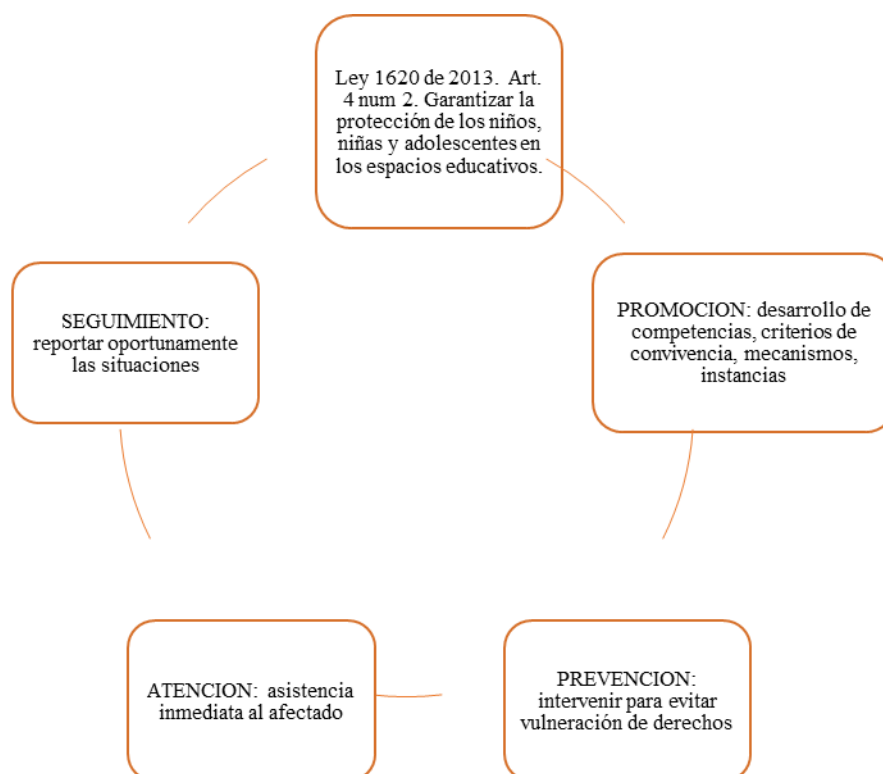 Ley 1620 de 2013. Art.
4 num 2. Garantizar la
protección de los niños,
niñas y adolescentes en
los espacios educativos.
PROMOCION: desarrollo de
competencias, criterios de
convivencia, mecanismos,
instancias
PREVENCION:
intervenir para evitar
vulneración de derechos
ATENCION: asistencia
inmediata al afectado
SEGUIMIENTO:
reportar oportunamente
las situaciones